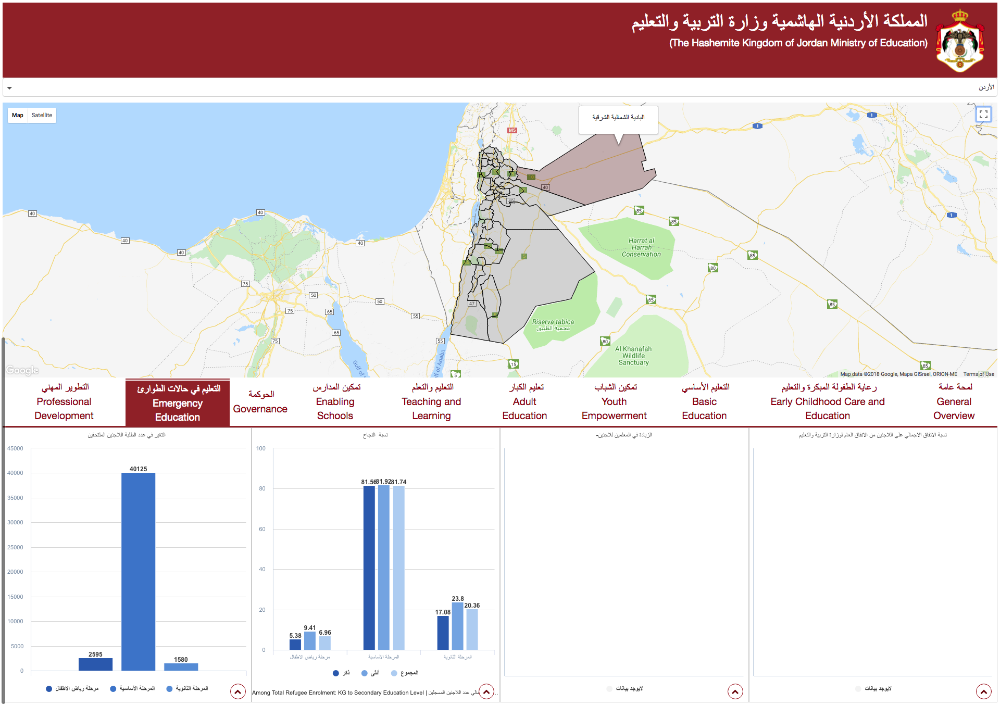 المملكة الأردنية الهاشمية وزارة التربية والتعليم
(The Hashemite Kingdom of Jordan Ministry of Education)
الأردن
Map Satellite
البادية الشمالية الشرقية
M5
1
1
1
10
40
40
40
40
40
40
40
85
85
85
80
85
85
5
75
75
75
50
50
65
65
55
55
47
65
80
15
5
Harrat al
Harrah
Conservation
Riserva tabica
محمية الطبيق
Al Khanafah
Wildlife
Sanctuary
Gulf of S
lf of Aqaba
Google
Map data ©2018 Google, Mapa GISrael, ORION-ME Terms of Use
لمحة عامة
General
Overview
رعاية الطفولة المبكرة والتعليم
Early Childhood Care and
Education
التعليم الأساسي
Basic
Education
تمكين الشباب
Youth
Empowerment
تعليم الكبار
Adult
Education
التعليم والتعلم
Teaching and
Learning
تمكين المدارس
Enabling
Schools
الحوكمة
Governance
التعليم في حالات الطوارئ
Emergency
Education
التطوير المهني
Professional
Development
التغير في عدد الطلبة اللاجئين الملتحقين
45000
40000
35000
30000
25000
20000
15000
10000
5000
0
2595
40125
1580
مرحلة رياض الاطفال
المرحلة الأساسية
المرحلة الثانوية
نسبة النجاح
100
80
60
40
20
0
5.38
9.41
6.96
81.56
81.92
81.74
17.08
23.8
20.36
مرحلة رياض الاطفال
المرحلة الأساسية
المرحلة الثانوية
ذكر
أنثى
المجموع
Among Total Refugee Enrolment: KG to Secondary Education Level | مالي عدد اللاجئين المسجلين ..
الزيادة في المعلمين للاجئين-
لايوجد بيانات
نسبة الانفاق الاجمالي على اللاجئين من الانفاق العام لوزارة التربية والتعليم
لايوجد بيانات